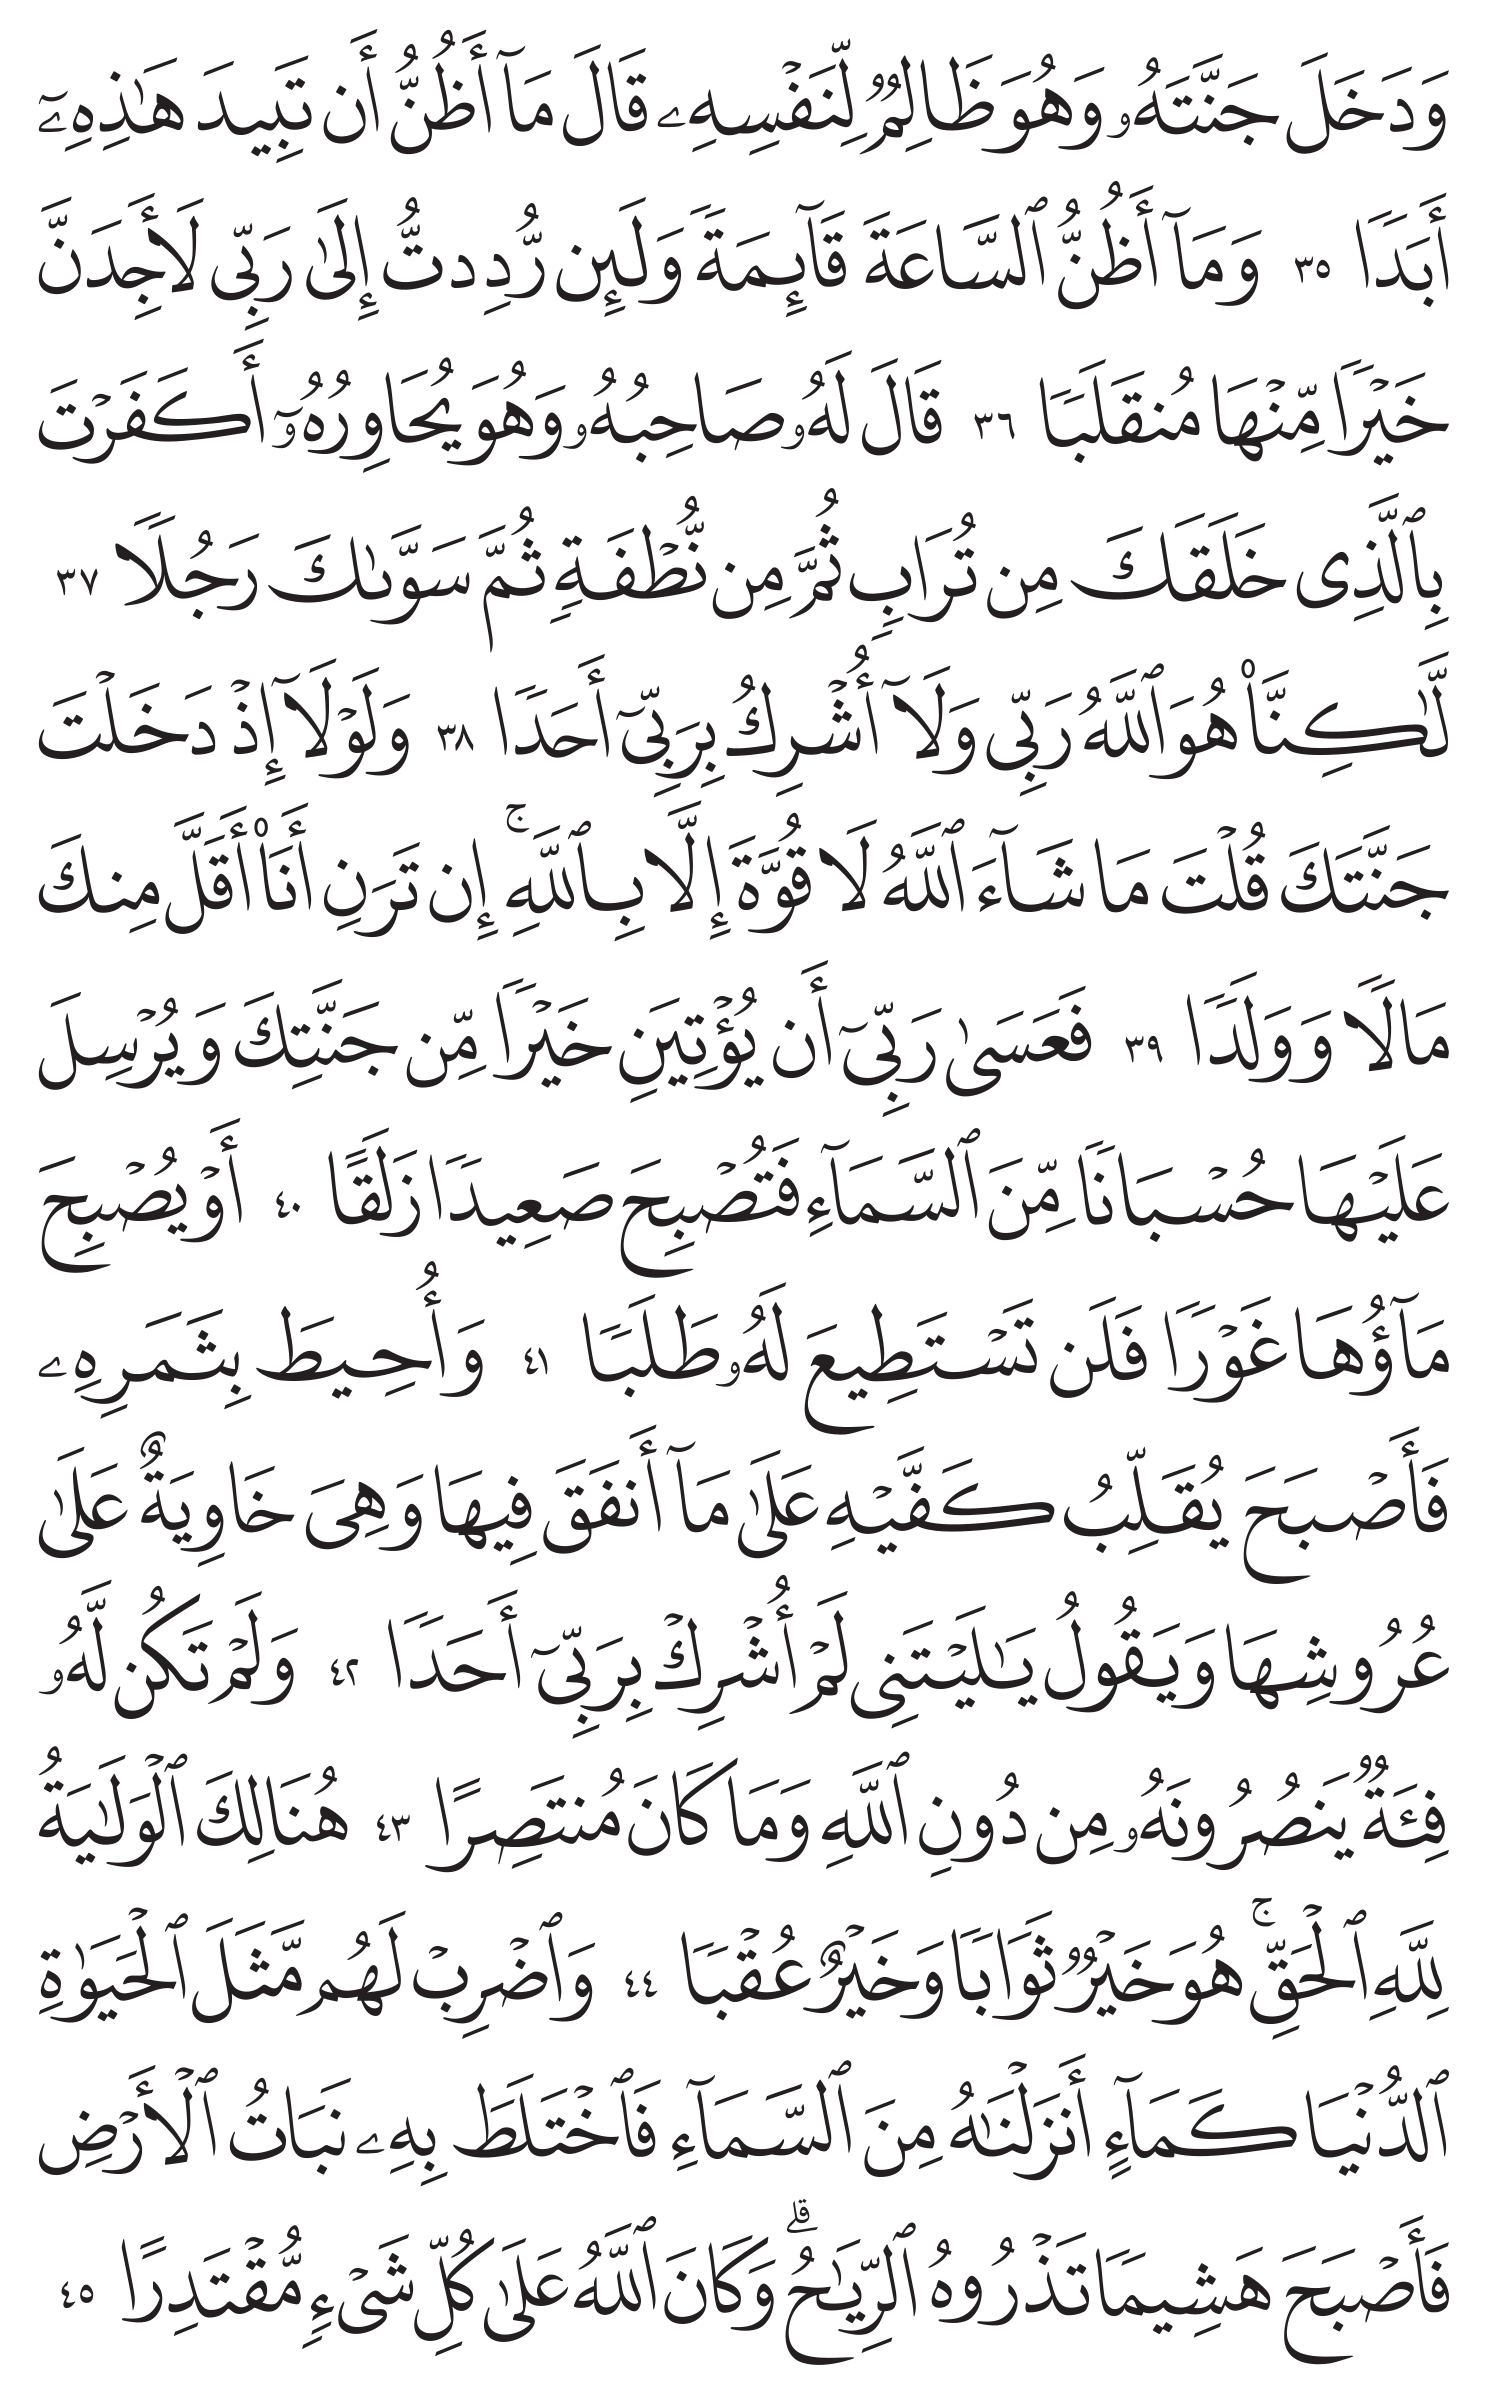 وَدَخَلَ جَنَّتَهُۥ وَهُوَ ظَالِمٌ لِّنَفْسِهِۦ قَالَ مَآ أَظُنُّ أَن تَبِيدَ هَـٰذِهِۦٓ
أَبَدًا ٣٥ وَمَآ أَظُنُّ ٱلسَّاعَةَ قَآئِمَةً وَلَئِن رُّدِدتُّ إِلَىٰ رَبِّى لَأَجِدَنَّ
خَيْرًا مِّنْهَا مُنقَلَبًا ٣٦ قَالَ لَهُۥ صَاحِبُهُۥ وَهُوَ يُحَاوِرُهُۥٓ أَكَفَرْتَ
بِٱلَّذِى خَلَقَكَ مِن تُرَابٍ ثُمَّ مِن نُّطْفَةٍ ثُمَّ سَوَّىٰكَ رَجُلًا ٣٧
لَّـٰكِنَّا۠ هُوَ ٱللَّهُ رَبِّى وَلَآ أُشْرِكُ بِرَبِّىٓ أَحَدًا ٣٨ وَلَوْلَآ إِذْ دَخَلْتَ
جَنَّتَكَ قُلْتَ مَا شَآءَ ٱللَّهُ لَا قُوَّةَ إِلَّا بِٱللَّهِ ۚ إِن تَرَنِ أَنَا۠ أَقَلَّ مِنكَ
مَالًا وَوَلَدًا ٣٩ فَعَسَىٰ رَبِّىٓ أَن يُؤْتِيَنِ خَيْرًا مِّن جَنَّتِكَ وَيُرْسِلَ
عَلَيْهَا حُسْبَانًا مِّنَ ٱلسَّمَآءِ فَتُصْبِحَ صَعِيدًا زَلَقًا ٤٠ أَوْ يُصْبِحَ
مَآؤُهَا غَوْرًا فَلَن تَسْتَطِيعَ لَهُۥ طَلَبًا ٤١ وَأُحِيطَ بِثَمَرِهِۦ
فَأَصْبَحَ يُقَلِّبُ كَفَّيْهِ عَلَىٰ مَآ أَنفَقَ فِيهَا وَهِىَ خَاوِيَةٌ عَلَىٰ
عُرُوشِهَا وَيَقُولُ يَـٰلَيْتَنِى لَمْ أُشْرِكْ بِرَبِّىٓ أَحَدًا ٤٢ وَلَمْ تَكُن لَّهُۥ
فِئَةٌ يَنصُرُونَهُۥ مِن دُونِ ٱللَّهِ وَمَا كَانَ مُنتَصِرًا ٤٣ هُنَالِكَ ٱلْوَلَـٰيَةُ
لِلَّهِ ٱلْحَقِّ ۚ هُوَ خَيْرٌ ثَوَابًا وَخَيْرٌ عُقْبًا ٤٤ وَٱضْرِبْ لَهُم مَّثَلَ ٱلْحَيَوٰةِ
ٱلدُّنْيَا كَمَآءٍ أَنزَلْنَـٰهُ مِنَ ٱلسَّمَآءِ فَٱخْتَلَطَ بِهِۦ نَبَاتُ ٱلْأَرْضِ
فَأَصْبَحَ هَشِيمًا تَذْرُوهُ ٱلرِّيَـٰحُ ۗ وَكَانَ ٱللَّهُ عَلَىٰ كُلِّ شَىْءٍ مُّقْتَدِرًا ٤٥